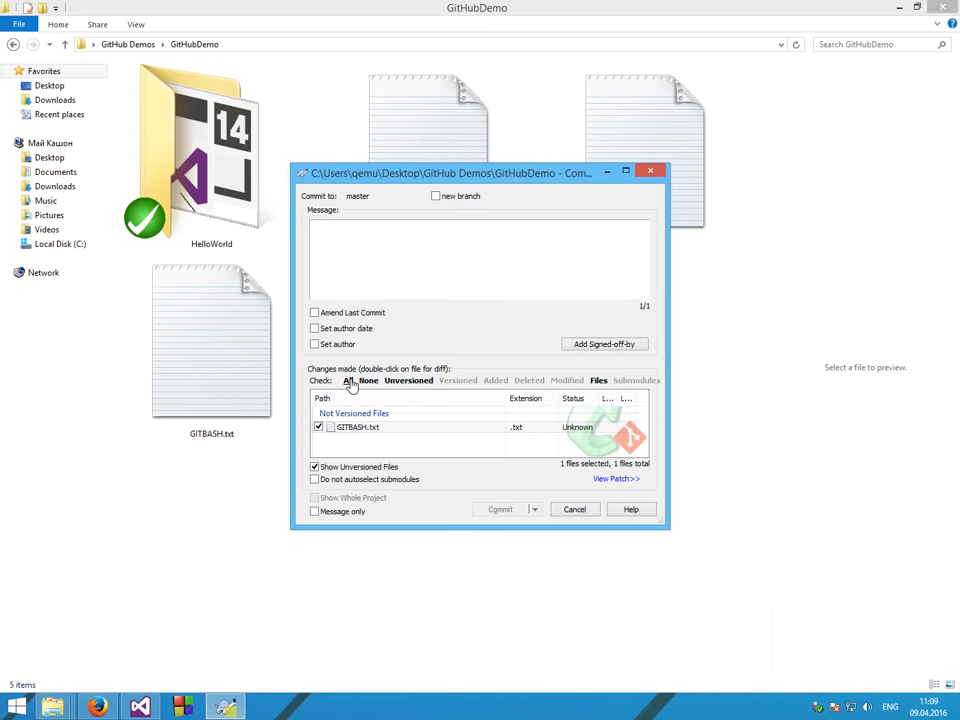 GitHubDemo
File
Home
Share
View
GitHub Demos
GitHubDemo
Search GitHubDemo
Favorites
Desktop
Downloads
Recent places
Май Кашон
Desktop
Documents
Downloads
Music
Pictures
Videos
Local Disk (C:)
Network
14
HelloWorld
GITBASH.txt
C:\Users\qemu\Desktop\GitHub Demos\GitHubDemo - Com...
Commit to: master
new branch
Message:
1/1
Amend Last Commit
Set author date
Set author
Add Signed-off-by
Changes made (double-click on file for diff):
Check: All None Unversioned Versioned Added Deleted Modified Files Submodules
Path Extension Status L... L...
Not Versioned Files
GITBASH.txt .txt Unknown
1 files selected, 1 files total
Show Unversioned Files
Do not autoselect submodules
View Patch>>
Show Whole Project
Message only
Commit
Cancel
Help
Select a file to preview.
5 items
ENG
11:09
09.04.2016